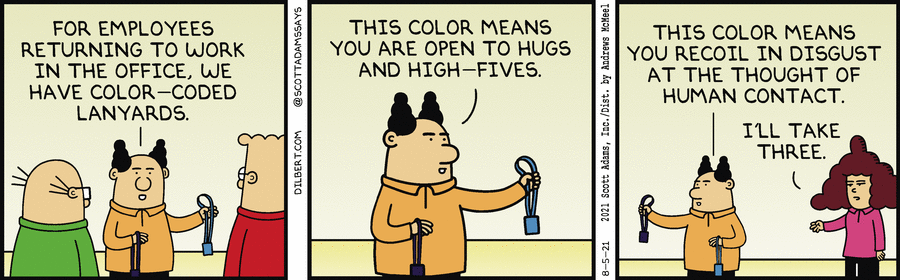 FOR EMPLOYEES
RETURNING TO WORK
IN THE OFFICE, WE
HAVE COLOR-CODED
LANYARDS.
DILBERT.COM @SCOTTADAMSSAYS
THIS COLOR MEANS
YOU ARE OPEN TO HUGS
AND HIGH-FIVES.
8-5-21 2021 Scott Adams, Inc./Dist. by Andrews McMeel
THIS COLOR MEANS
YOU RECOIL IN DISGUST
AT THE THOUGHT OF
HUMAN CONTACT.
I'LL TAKE
THREE.